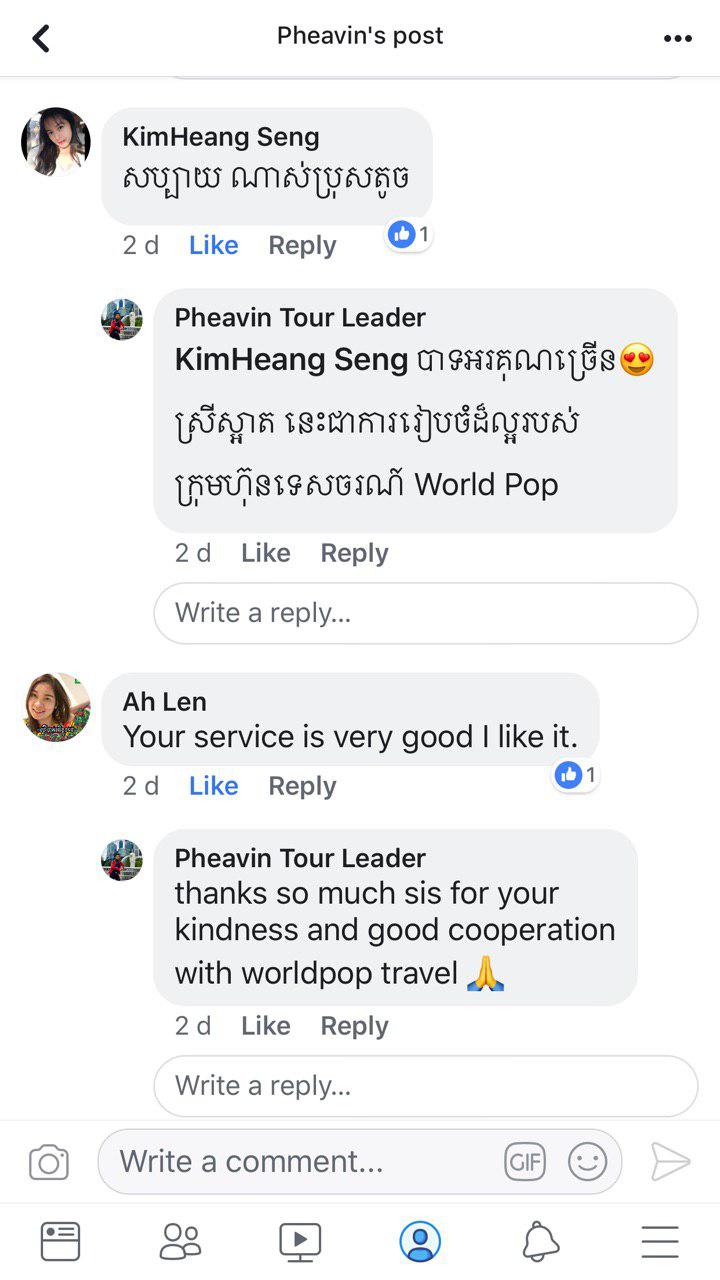 Pheavin's post
KimHeang Seng
សប្បាយ ណាស់ប្រុសតូច
2 d Like Reply
1
Pheavin Tour Leader
KimHeang Seng បាទអរគុណច្រើន😍
ស្រីស្អាត នេះជាការរៀបចំដ៏ល្អរបស់
ក្រុមហ៊ុនទេសចរណ៍ World Pop
2 d Like Reply
Write a reply...
Ah Len
Your service is very good I like it.
2 d Like Reply
1
Pheavin Tour Leader
thanks so much sis for your
kindness and good cooperation
with worldpop travel 🙏
2 d Like Reply
Write a reply...
Write a comment...
GIF